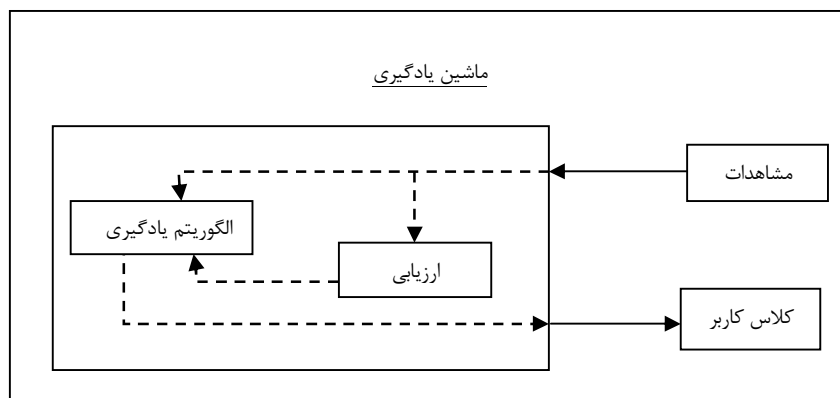 ماشین یادگیری
مشاهدات
الگوریتم یادگیری
ارزیابی
کلاس کاربر